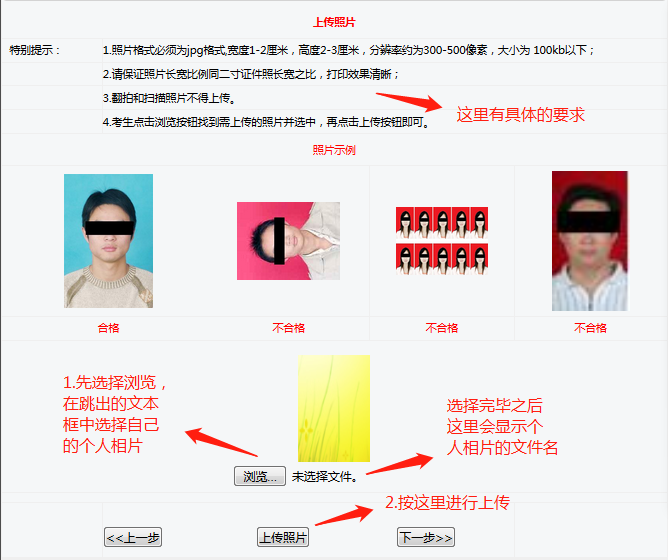 上传照片
特别提示：
1.照片格式必须为jpg格式,宽度1-2厘米，高度2-3厘米，分辨率约为300-500像素，大小为 100kb以下；
2.请保证照片长宽比例同二寸证件照长宽之比，打印效果清晰；
3.翻拍和扫描照片不得上传。
4.考生点击浏览按钮找到需上传的照片并选中，再点击上传按钮即可。
这里有具体的要求
照片示例
合格
不合格
不合格
不合格
1.先选择浏览，
在跳出的文本
框中选择自己
的个人相片
选择完毕之后
这里会显示个
人相片的文件名
浏览... 未选择文件。
2.按这里进行上传
<<上一步
上传照片
下一步>>